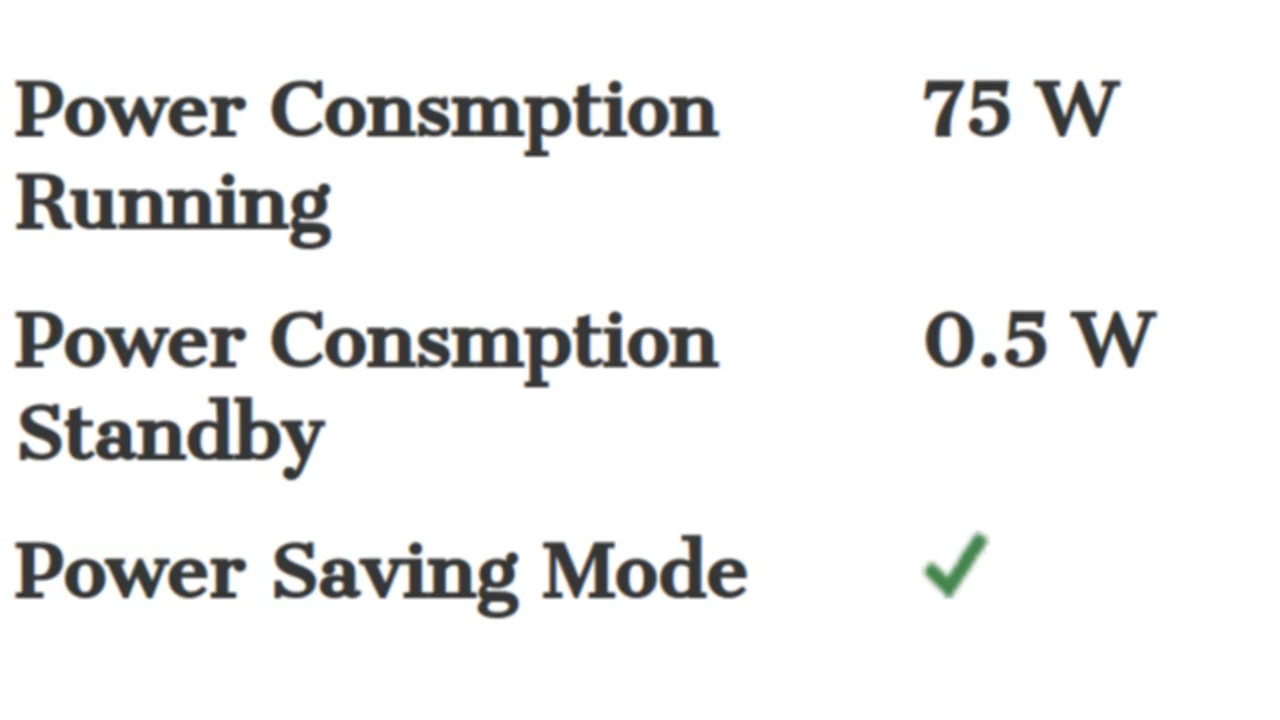 Power Consmption 75 W
Running
Power Consmption 0.5 W
Standby
Power Saving Mode ✓